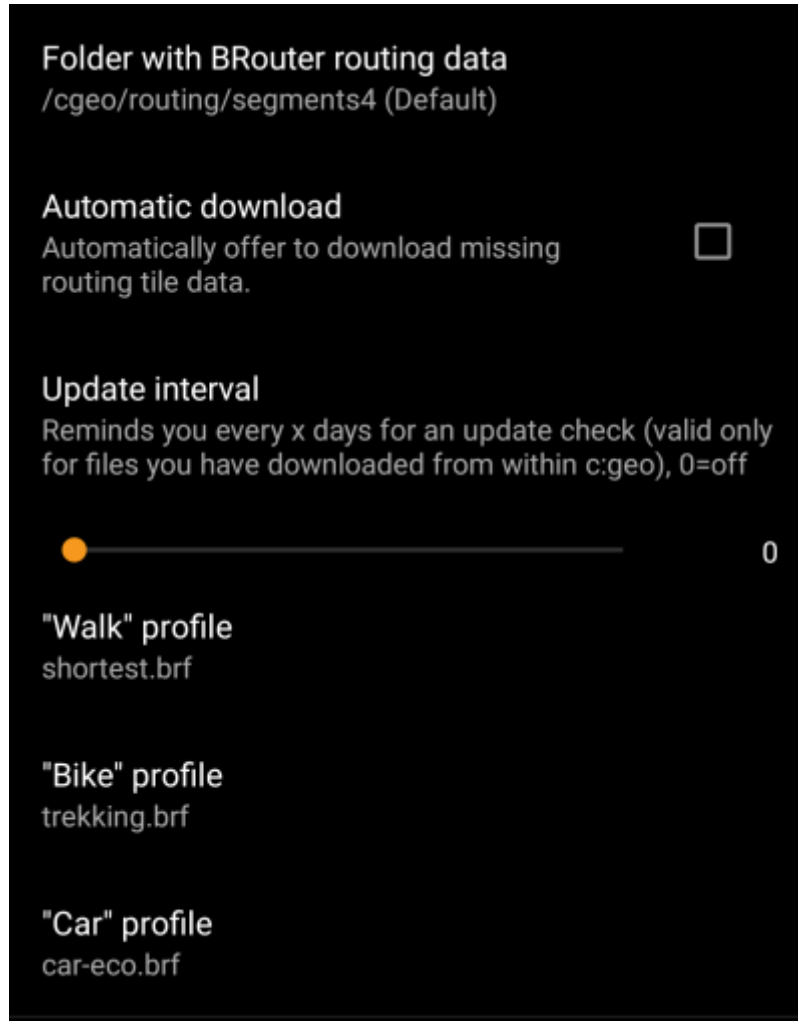 Folder with BRouter routing data
/cgeo/routing/segments4 (Default)
Automatic download
Automatically offer to download missing
routing tile data.
Update interval
Reminds you every x days for an update check (valid only
for files you have downloaded from within c:geo), 0=off
0
"Walk" profile
shortest.brf
"Bike" profile
trekking.brf
"Car" profile
car-eco.brf